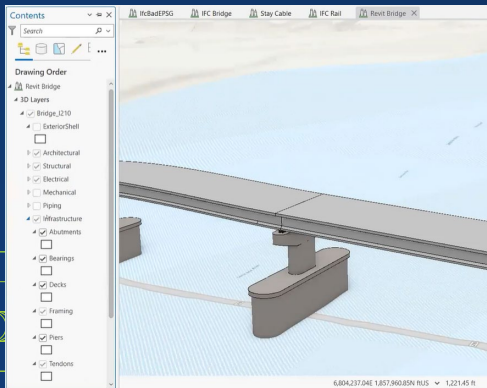 Contents
Search
Drawing Order
Revit Bridge
3D Layers
Bridge_I210
ExteriorShell
Architectural
Structural
Electrical
Mechanical
Piping
Infrastructure
Abutments
Bearings
Decks
Framing
Piers
Tendons
IfcBadEPSG
IFC Bridge
Stay Cable
IFC Rail
Revit Bridge
6,804,237.04E 1,857,960.85N ftUS
1,221.45 ft